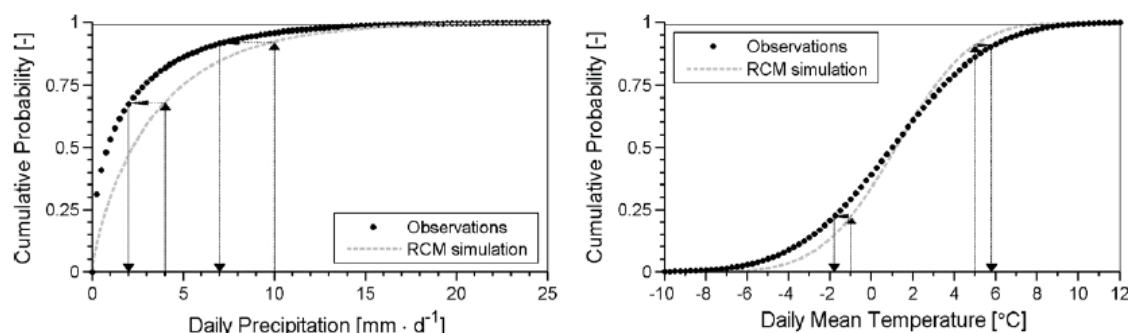 Cumulative Probability [-]
1
0.75
0.5
0.25
0
Observations
RCM simulation
0 5 10 15 20 25
Daily Precipitation [mm · d⁻¹]
Cumulative Probability [-]
1
0.75
0.5
0.25
0
Observations
RCM simulation
-10 -8 -6 -4 -2 0 2 4 6 8 10 12
Daily Mean Temperature [°C]